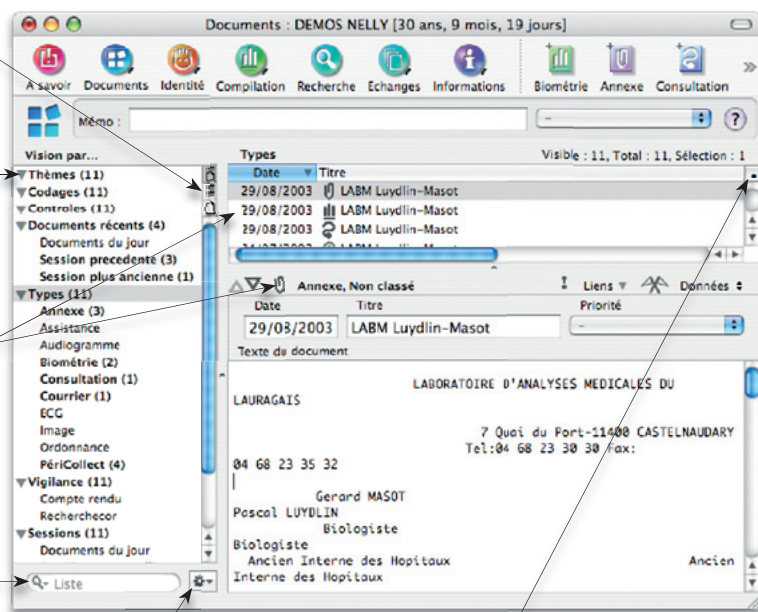 Documents : DEMOS NELLY [30 ans, 9 mois, 19 jours]
A savoir Documents Identité Compilation Recherche Echanges Informations Biométrie Annexe Consultation »
Mémo : - ?
Vision par...
Thèmes (11)
Codages (11)
Controles (11)
Documents récents (4)
Documents du jour
Session precedente (3)
Session plus ancienne (1)
Types (11)
Annexe (3)
Assistance
Audiogramme
Biométrie (2)
Consultation (1)
Courrier (1)
ECG
Image
Ordonnance
PériCollect (4)
Vigilance (11)
Compte rendu
Recherchecor
Sessions (11)
Documents du jour
Liste
Types Visible : 11, Total : 11, Sélection : 1
Date Titre
29/08/2003 LABM Luydlin-Masot
29/08/2003 LABM Luydlin-Masot
29/08/2003 LABM Luydlin-Masot
Annexe, Non classé Liens Données
Date Titre Priorité
29/08/2003 LABM Luydlin-Masot -
Texte du document
LABORATOIRE D'ANALYSES MEDICALES DU
LAURAGAIS
7 Quai du Port-11400 CASTELNAUDARY
Tel:04 68 23 30 30 Fax:
04 68 23 35 32
Gerard MASOT
Pascal LUYDLIN
Biologiste
Biologiste
Ancien Interne des Hopitaux Ancien
Interne des Hopitaux